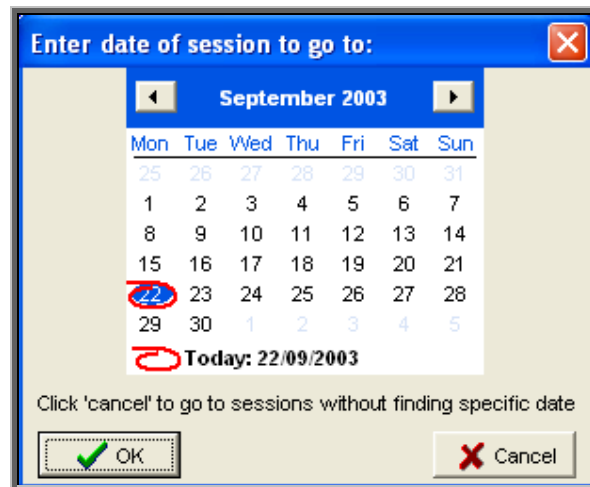 Enter date of session to go to:
September 2003
Mon Tue Wed Thu Fri Sat Sun
25 26 27 28 29 30 31
1 2 3 4 5 6 7
8 9 10 11 12 13 14
15 16 17 18 19 20 21
22 23 24 25 26 27 28
29 30 1 2 3 4 5
Today: 22/09/2003
Click 'cancel' to go to sessions without finding specific date
OK Cancel